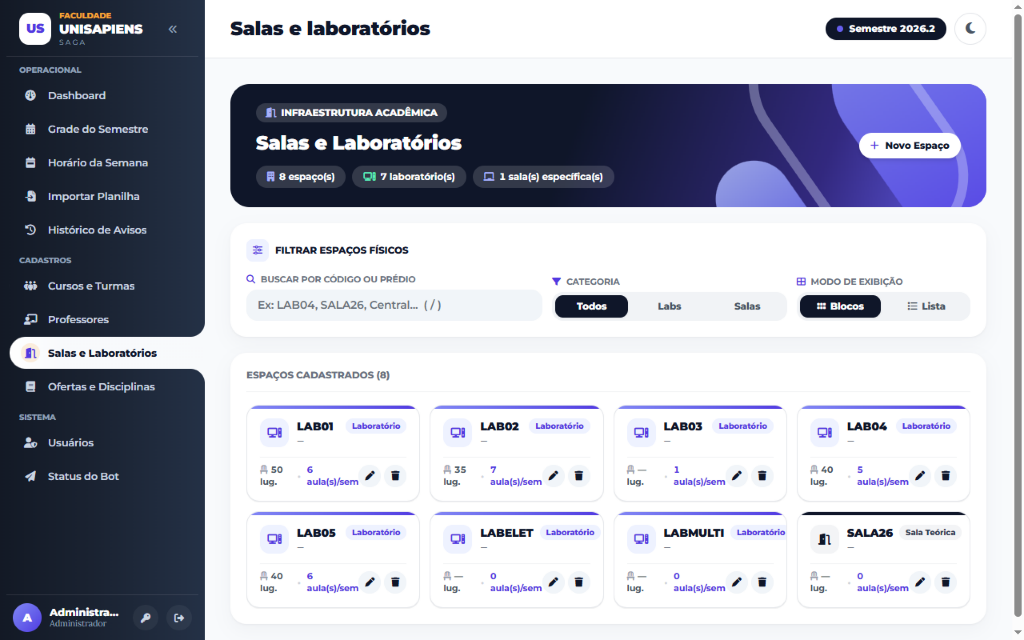 US
FACULDADE
UNISAPIENS
SAGA
«
OPERACIONAL
Dashboard
Grade do Semestre
Horário da Semana
Importar Planilha
Histórico de Avisos
CADASTROS
Cursos e Turmas
Professores
Salas e Laboratórios
Ofertas e Disciplinas
SISTEMA
Usuários
Status do Bot
A
Administra...
Administrador
Salas e laboratórios
Semestre 2026.2
INFRAESTRUTURA ACADÊMICA
Salas e Laboratórios
8 espaço(s)
7 laboratório(s)
1 sala(s) específica(s)
+ Novo Espaço
FILTRAR ESPAÇOS FÍSICOS
BUSCAR POR CÓDIGO OU PRÉDIO
Ex: LAB04, SALA26, Central... ( / )
CATEGORIA
Todos
Labs
Salas
MODO DE EXIBIÇÃO
Blocos
Lista
ESPAÇOS CADASTRADOS (8)
LAB01 Laboratório
—
50 lug. · 6 aula(s)/sem
LAB02 Laboratório
—
35 lug. · 7 aula(s)/sem
LAB03 Laboratório
—
— lug. · 1 aula(s)/sem
LAB04 Laboratório
—
40 lug. · 5 aula(s)/sem
LAB05 Laboratório
—
40 lug. · 6 aula(s)/sem
LABELET Laboratório
—
— lug. · 0 aula(s)/sem
LABMULTI Laboratório
—
— lug. · 0 aula(s)/sem
SALA26 Sala Teórica
—
— lug. · 0 aula(s)/sem